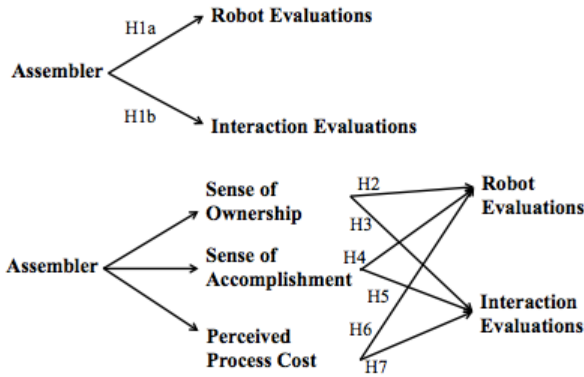 H1a
Robot Evaluations
Assembler
H1b
Interaction Evaluations
Sense of
Ownership
H2
Robot
Evaluations
H3
Assembler
Sense of
Accomplishment
H4
H5
Interaction
Evaluations
H6
Perceived
Process Cost
H7